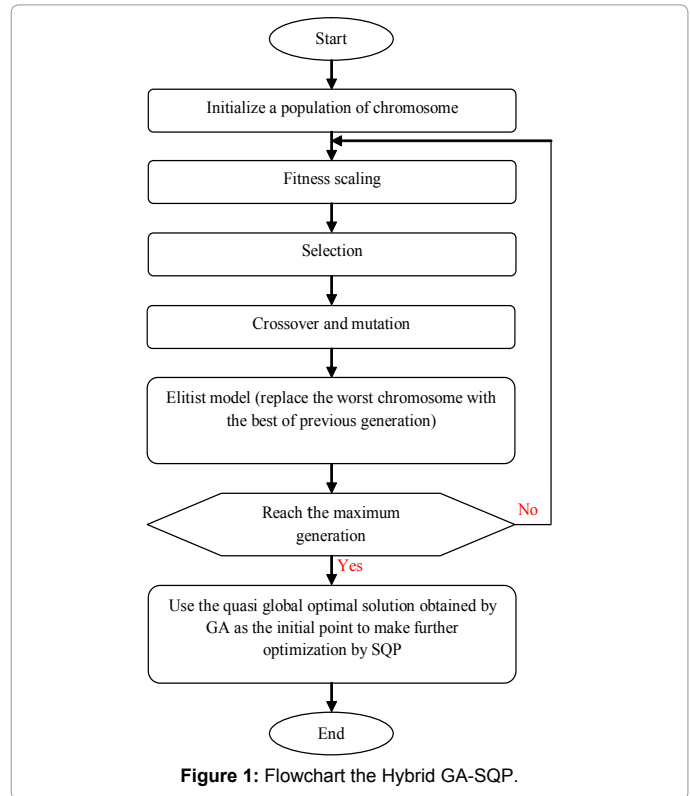 Start
Initialize a population of chromosome
Fitness scaling
Selection
Crossover and mutation
Elitist model (replace the worst chromosome with
the best of previous generation)
Reach the maximum
generation
No
Yes
Use the quasi global optimal solution obtained by
GA as the initial point to make further
optimization by SQP
End
Figure 1: Flowchart the Hybrid GA-SQP.